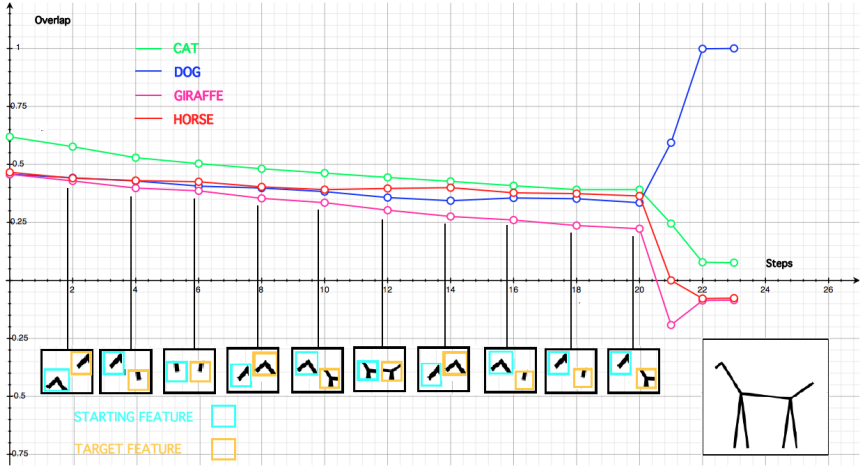 Overlap
1
CAT
DOG
0.75
GIRAFFE
HORSE
0.5
0.25
Steps
2 4 6 8 10 12 14 16 18 20 22 24 26
0.25
0.5
STARTING FEATURE
TARGET FEATURE
0.75